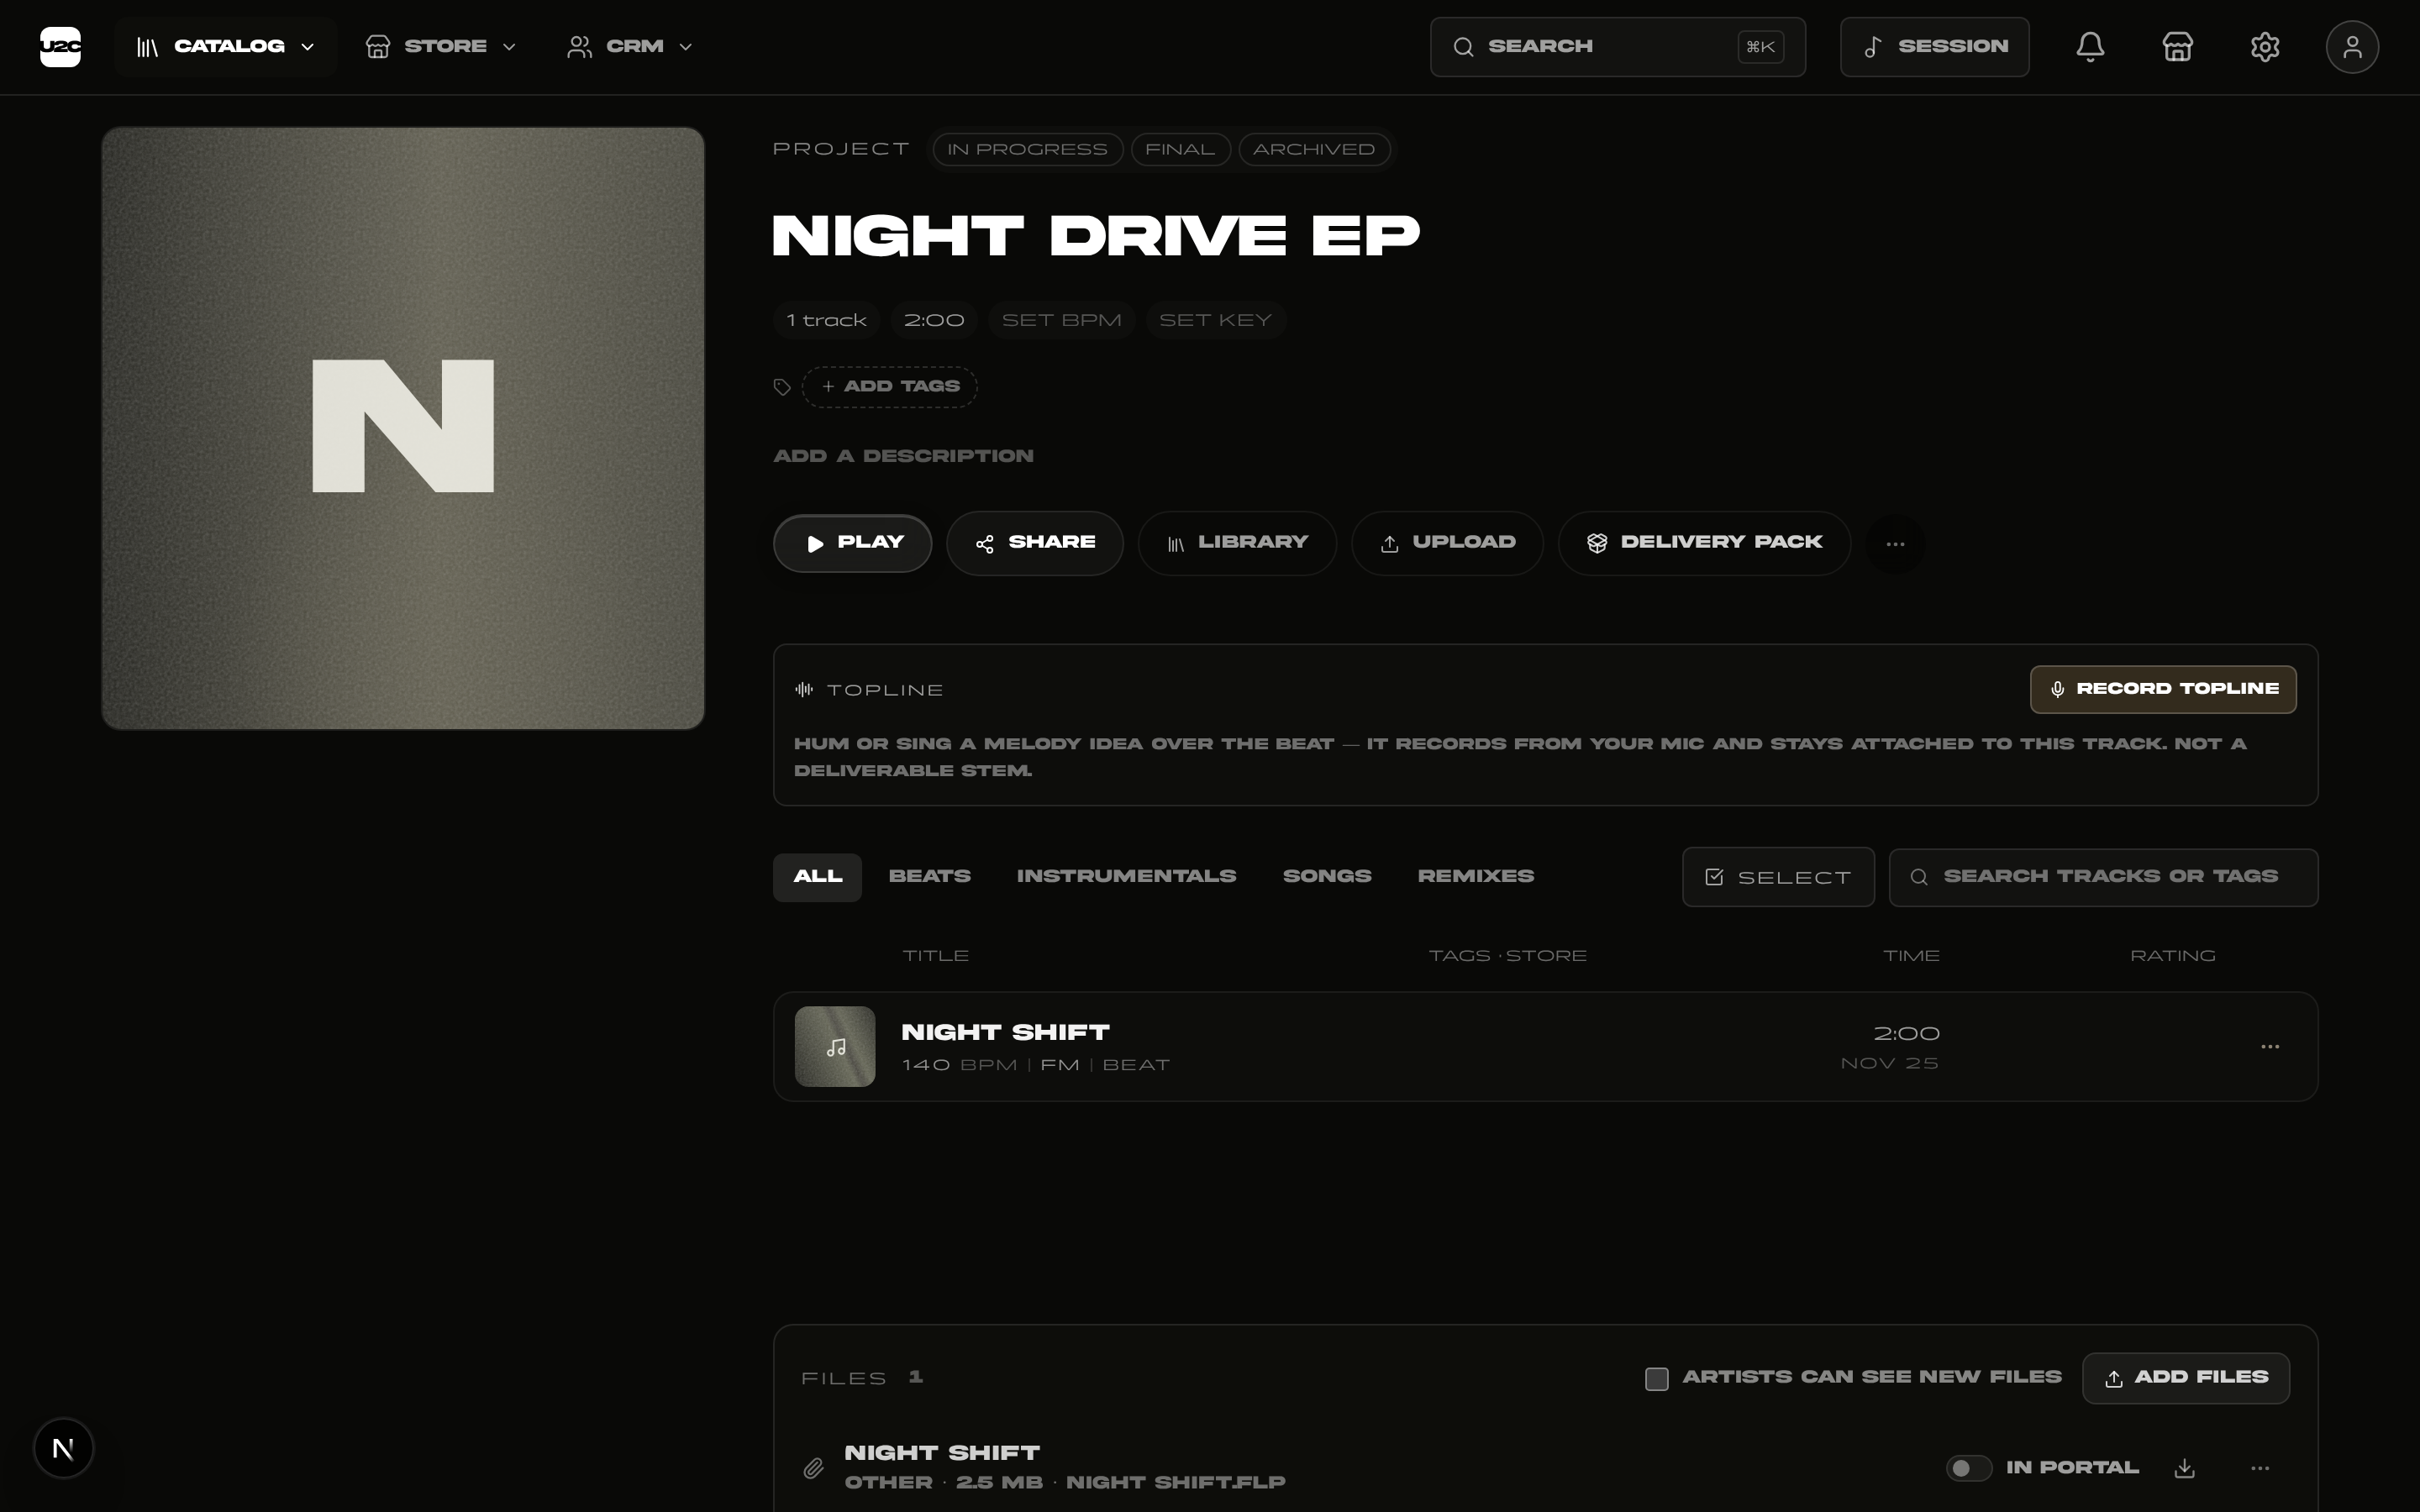 U2C CATALOG STORE CRM SEARCH ⌘K SESSION
PROJECT IN PROGRESS FINAL ARCHIVED
NIGHT DRIVE EP
N
1 track 2:00 SET BPM SET KEY
+ ADD TAGS
ADD A DESCRIPTION
PLAY SHARE LIBRARY UPLOAD DELIVERY PACK ...
TOPLINE RECORD TOPLINE
HUM OR SING A MELODY IDEA OVER THE BEAT — IT RECORDS FROM YOUR MIC AND STAYS ATTACHED TO THIS TRACK. NOT A
DELIVERABLE STEM.
ALL BEATS INSTRUMENTALS SONGS REMIXES SELECT SEARCH TRACKS OR TAGS
TITLE TAGS · STORE TIME RATING
NIGHT SHIFT 2:00 ...
140 BPM | FM | BEAT NOV 25
FILES 1 ARTISTS CAN SEE NEW FILES ADD FILES
NIGHT SHIFT IN PORTAL ...
OTHER · 2.5 MB · NIGHT SHIFT.FLP
N